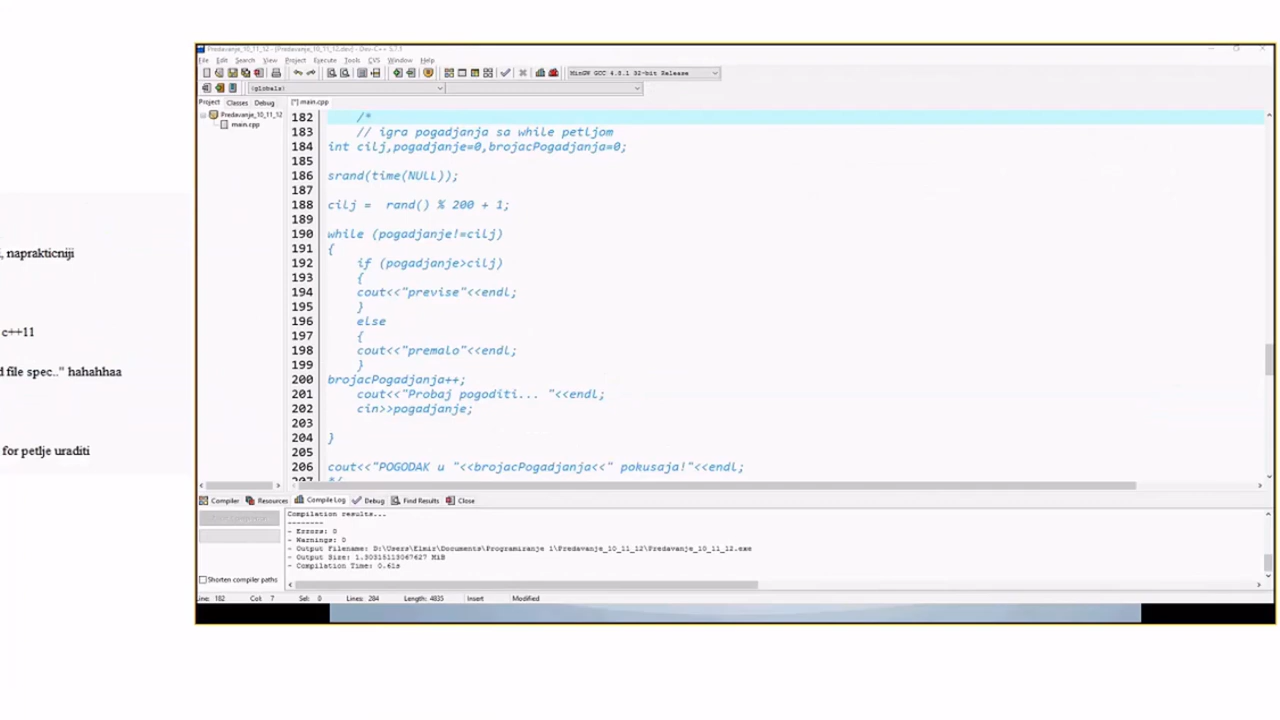 , naprakticniji
c++11
d file spec.." hahahhaa
for petlje uraditi
Predavanje_10_11_12 - [Predavanje_10_11_12.dev] - Dev-C++ 5.7.1
File Edit Search View Project Execute Tools CVS Window Help
MinGW GCC 4.8.1 32-bit Release
(globals)
Project Classes Debug
[*] main.cpp
Predavanje_10_11_12
main.cpp
182 /*
183 // igra pogadjanja sa while petljom
184 int cilj,pogadjanje=0,brojacPogadjanja=0;
185
186 srand(time(NULL));
187
188 cilj = rand() % 200 + 1;
189
190 while (pogadjanje!=cilj)
191 {
192 if (pogadjanje>cilj)
193 {
194 cout<<"previse"<<endl;
195 }
196 else
197 {
198 cout<<"premalo"<<endl;
199 }
200 brojacPogadjanja++;
201 cout<<"Probaj pogoditi... "<<endl;
202 cin>>pogadjanje;
203
204 }
205
206 cout<<"POGODAK u "<<brojacPogadjanja<<" pokusaja!"<<endl;
207 */
Compiler Resources Compile Log Debug Find Results Close
Compilation results...
--------
- Errors: 0
- Warnings: 0
- Output Filename: D:\Users\Elmir\Documents\Programiranje 1\Predavanje_10_11_12\Predavanje_10_11_12.exe
- Output Size: 1.30315113067627 MiB
- Compilation Time: 0.61s
Shorten compiler paths
Line: 182 Col: 7 Sel: 0 Lines: 284 Length: 4835 Insert Modified